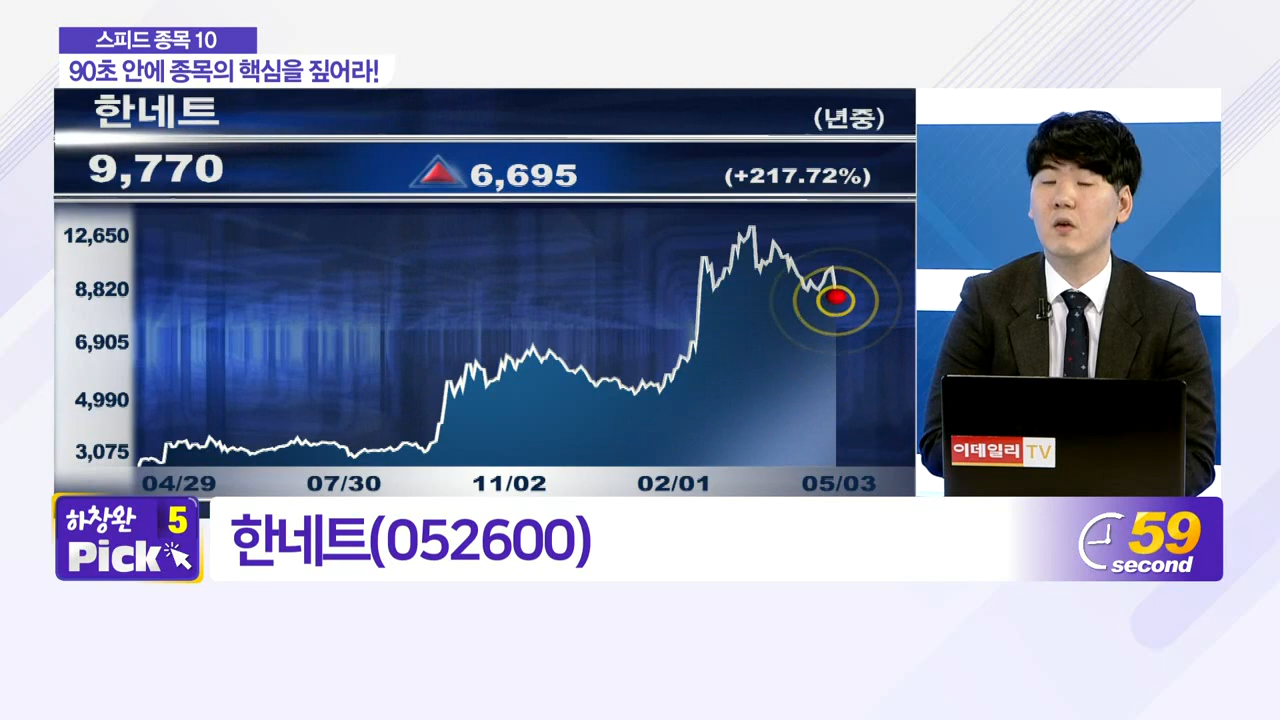 스피드 종목 10
90초 안에 종목의 핵심을 짚어라!
한네트
(년중)
9,770
6,695
(+217.72%)
12,650
8,820
6,905
4,990
3,075
04/29 07/30 11/02 02/01 05/03
이데일리 TV
하창완 5
Pick
한네트(052600)
59
second